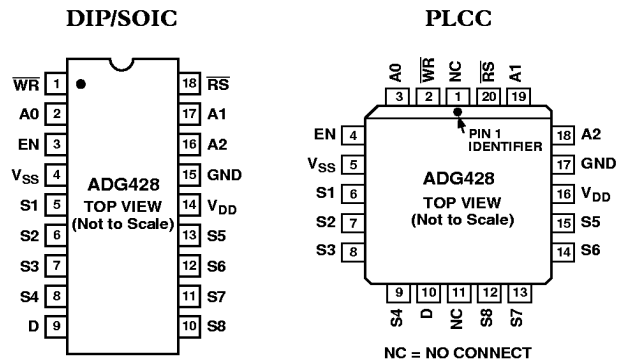 DIP/SOIC
WR 1 18 RS
A0 2 17 A1
EN 3 16 A2
VSS 4 15 GND
S1 5 14 VDD
S2 6 13 S5
S3 7 12 S6
S4 8 11 S7
D 9 10 S8
ADG428
TOP VIEW
(Not to Scale)
PLCC
A0 WR NC RS A1
3 2 1 20 19
PIN 1
IDENTIFIER
EN 4 18 A2
VSS 5 17 GND
S1 6 16 VDD
S2 7 15 S5
S3 8 14 S6
ADG428
TOP VIEW
(Not to Scale)
9 10 11 12 13
S4 D NC S8 S7
NC = NO CONNECT